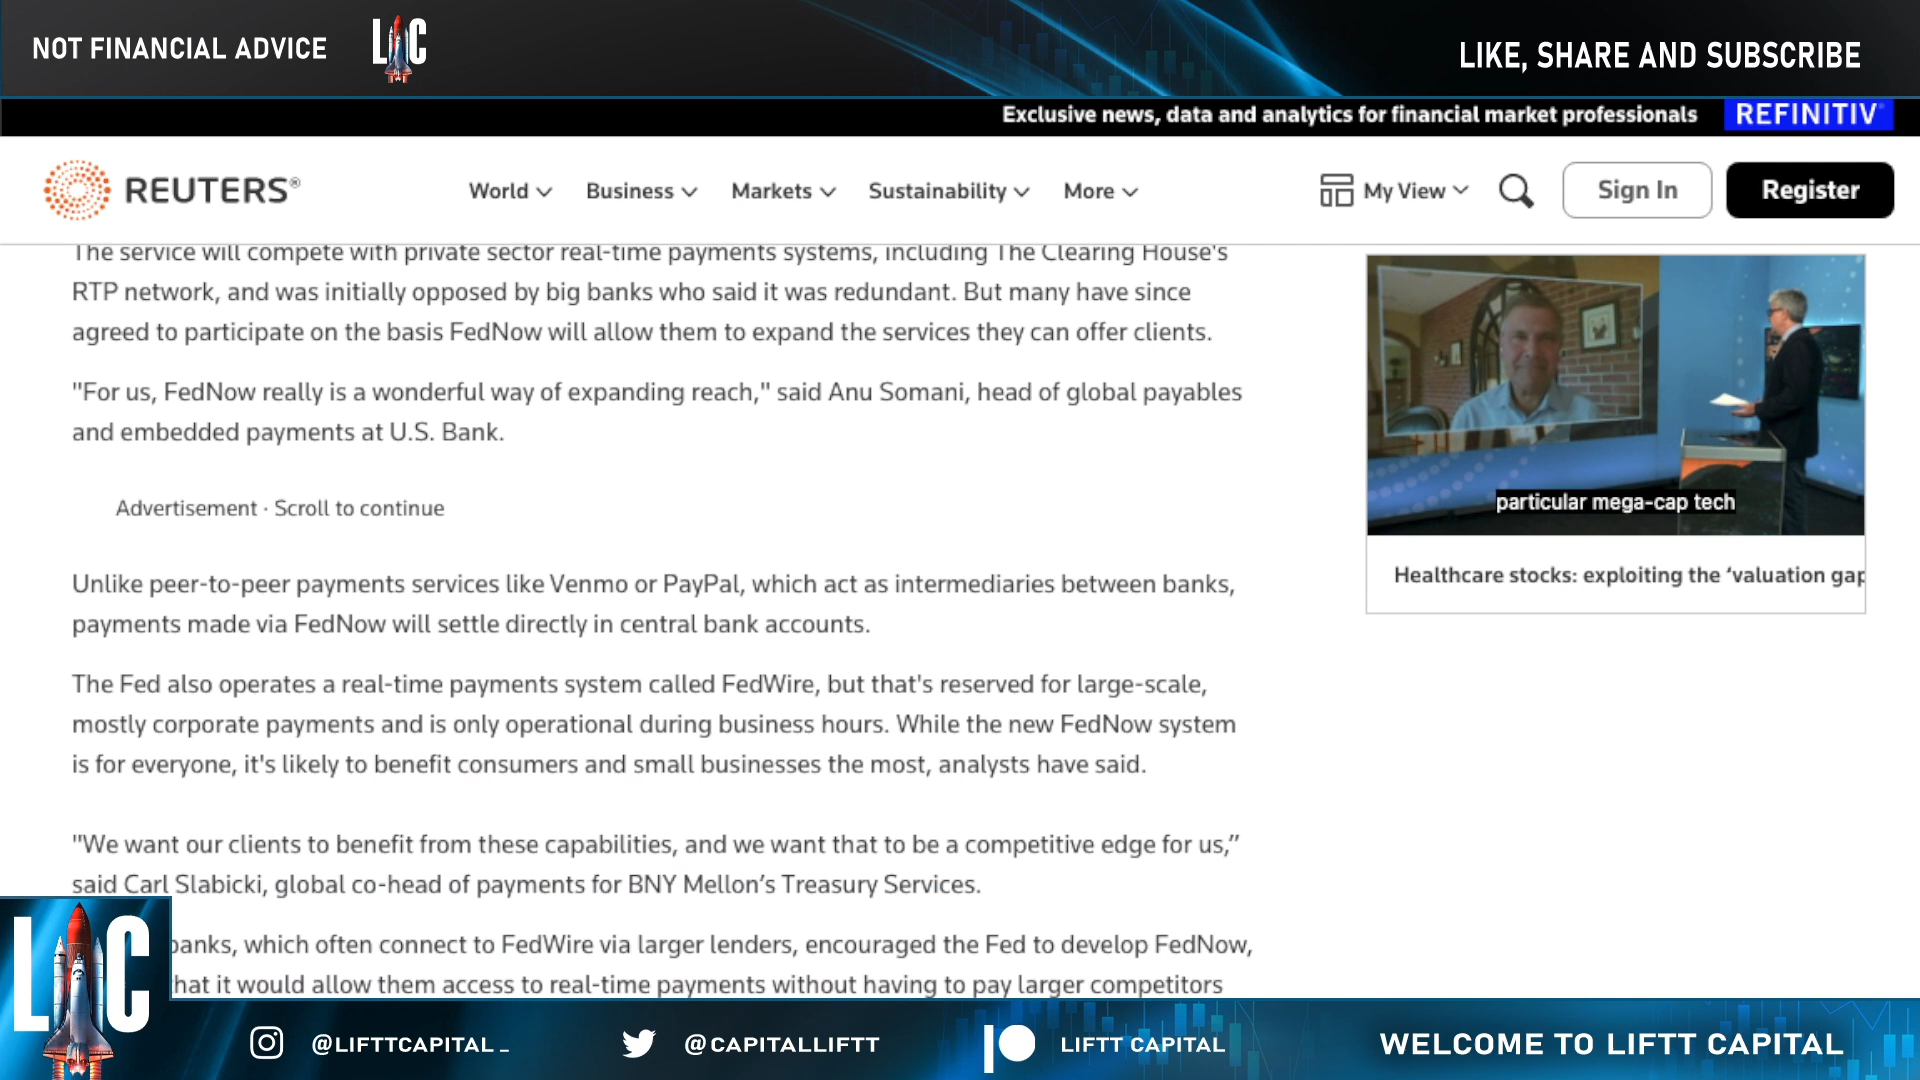 NOT FINANCIAL ADVICE
LC
LIKE, SHARE AND SUBSCRIBE
Exclusive news, data and analytics for financial market professionals
REFINITIV
REUTERS®
World
Business
Markets
Sustainability
More
My View
Sign In
Register
The service will compete with private sector real-time payments systems, including The Clearing House's
RTP network, and was initially opposed by big banks who said it was redundant. But many have since
agreed to participate on the basis FedNow will allow them to expand the services they can offer clients.
"For us, FedNow really is a wonderful way of expanding reach," said Anu Somani, head of global payables
and embedded payments at U.S. Bank.
Advertisement · Scroll to continue
Unlike peer-to-peer payments services like Venmo or PayPal, which act as intermediaries between banks,
payments made via FedNow will settle directly in central bank accounts.
The Fed also operates a real-time payments system called FedWire, but that's reserved for large-scale,
mostly corporate payments and is only operational during business hours. While the new FedNow system
is for everyone, it's likely to benefit consumers and small businesses the most, analysts have said.
"We want our clients to benefit from these capabilities, and we want that to be a competitive edge for us,”
said Carl Slabicki, global co-head of payments for BNY Mellon’s Treasury Services.
banks, which often connect to FedWire via larger lenders, encouraged the Fed to develop FedNow,
hat it would allow them access to real-time payments without having to pay larger competitors
particular mega-cap tech
Healthcare stocks: exploiting the ‘valuation gap
LC
@LIFTTCAPITAL_
@CAPITALLIFTT
LIFTT CAPITAL
WELCOME TO LIFTT CAPITAL